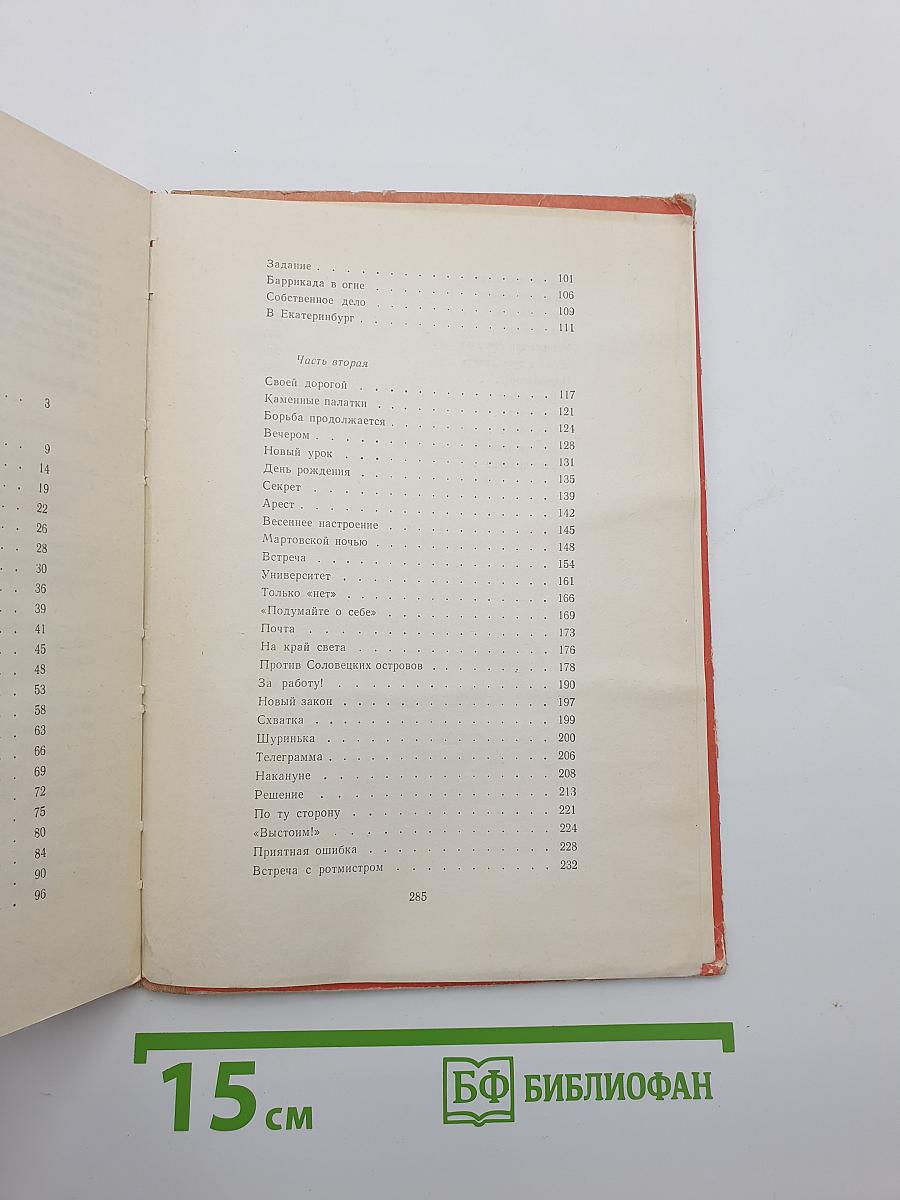 3
9
14
19
22
26
28
30
36
39
41
45
48
53
58
63
66
69
72
75
80
84
90
96
Задание . . . . . . . . . . . . . . . . 101
Баррикада в огне . . . . . . . . . . . . . 106
Собственное дело . . . . . . . . . . . . . 109
В Екатеринбург . . . . . . . . . . . . . . 111
Часть вторая
Своей дорогой . . . . . . . . . . . . . . 117
Каменные палатки . . . . . . . . . . . . . 121
Борьба продолжается . . . . . . . . . . . . 124
Вечером . . . . . . . . . . . . . . . . 128
Новый урок . . . . . . . . . . . . . . . 131
День рождения . . . . . . . . . . . . . . 135
Секрет . . . . . . . . . . . . . . . . 139
Арест . . . . . . . . . . . . . . . . . 142
Весеннее настроение . . . . . . . . . . . . 145
Мартовской ночью . . . . . . . . . . . . . 148
Встреча . . . . . . . . . . . . . . . . 154
Университет . . . . . . . . . . . . . . . 161
Только «нет» . . . . . . . . . . . . . . . 166
«Подумайте о себе» . . . . . . . . . . . . 169
Почта . . . . . . . . . . . . . . . . . 173
На край света . . . . . . . . . . . . . . 176
Против Соловецких островов . . . . . . . . . 178
За работу! . . . . . . . . . . . . . . . 190
Новый закон . . . . . . . . . . . . . . . 197
Схватка . . . . . . . . . . . . . . . . 199
Шуринька . . . . . . . . . . . . . . . . 200
Телеграмма . . . . . . . . . . . . . . . 206
Накануне . . . . . . . . . . . . . . . . 208
Решение . . . . . . . . . . . . . . . . 213
По ту сторону . . . . . . . . . . . . . . 221
«Выстоим!» . . . . . . . . . . . . . . . 224
Приятная ошибка . . . . . . . . . . . . . 228
Встреча с ротмистром . . . . . . . . . . . 232
285
15 см
БФ БИБЛИОФАН